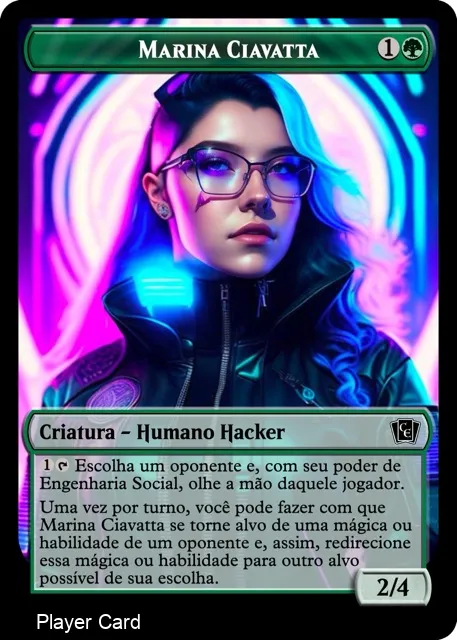 Marina Ciavatta 1
Criatura – Humano Hacker CE
1 Escolha um oponente e, com seu poder de
Engenharia Social, olhe a mão daquele jogador.
Uma vez por turno, você pode fazer com que
Marina Ciavatta se torne alvo de uma mágica ou
habilidade de um oponente e, assim, redirecione
essa mágica ou habilidade para outro alvo
possível de sua escolha.
2/4
Player Card